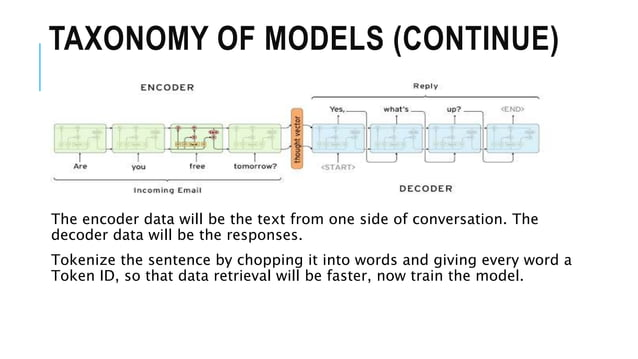 TAXONOMY OF MODELS (CONTINUE)
ENCODER
Reply
Yes, what's up? <END>
thought vector
Are you free tomorrow? <START>
Incoming Email
DECODER
The encoder data will be the text from one side of conversation. The
decoder data will be the responses.
Tokenize the sentence by chopping it into words and giving every word a
Token ID, so that data retrieval will be faster, now train the model.